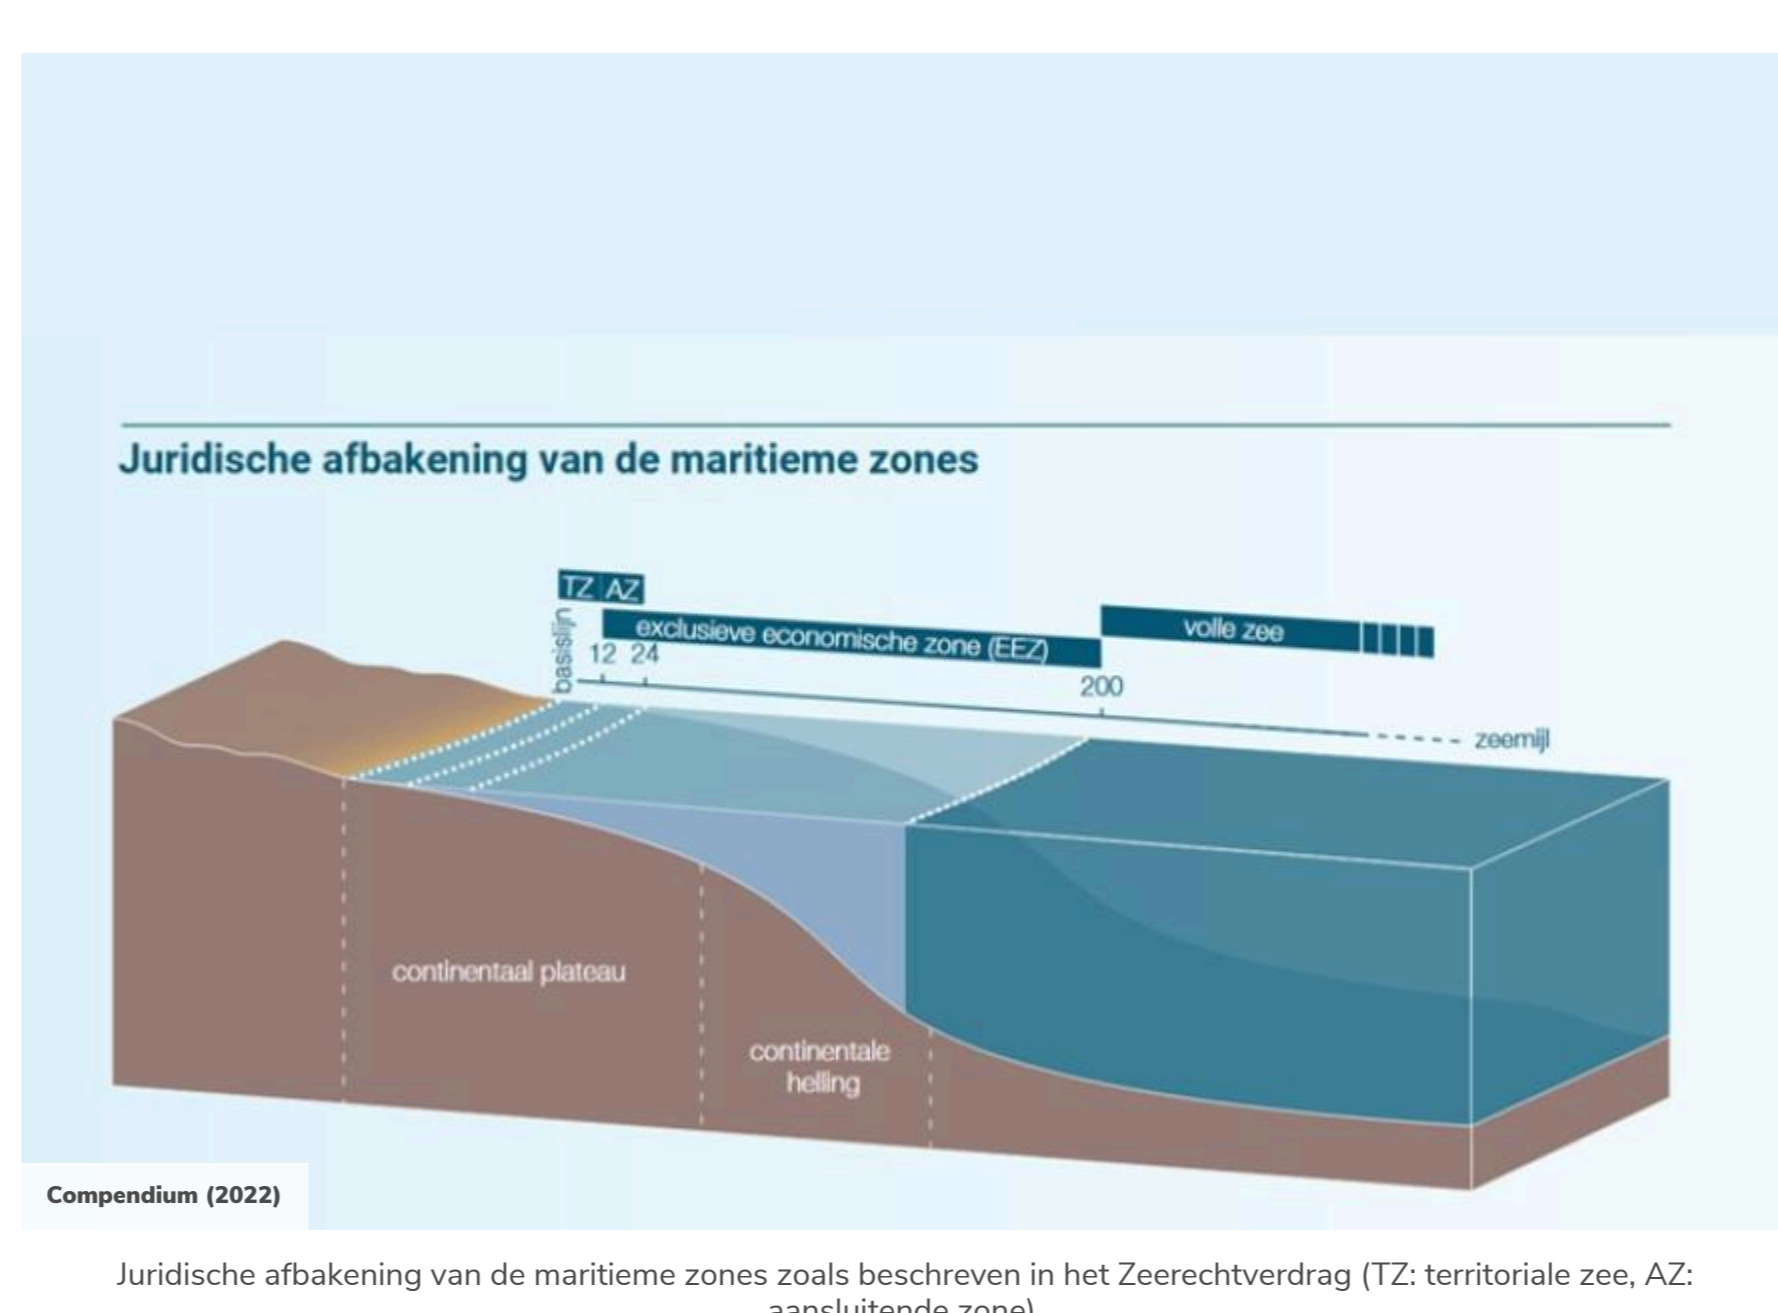 Juridische afbakening van de maritieme zones
TZ AZ
basislijn
exclusieve economische zone (EEZ)
volle zee
12 24
200
zeemijl
continentaal plateau
continentale
helling
Compendium (2022)
Juridische afbakening van de maritieme zones zoals beschreven in het Zeerechtverdrag (TZ: territoriale zee, AZ:
aansluitende zone)